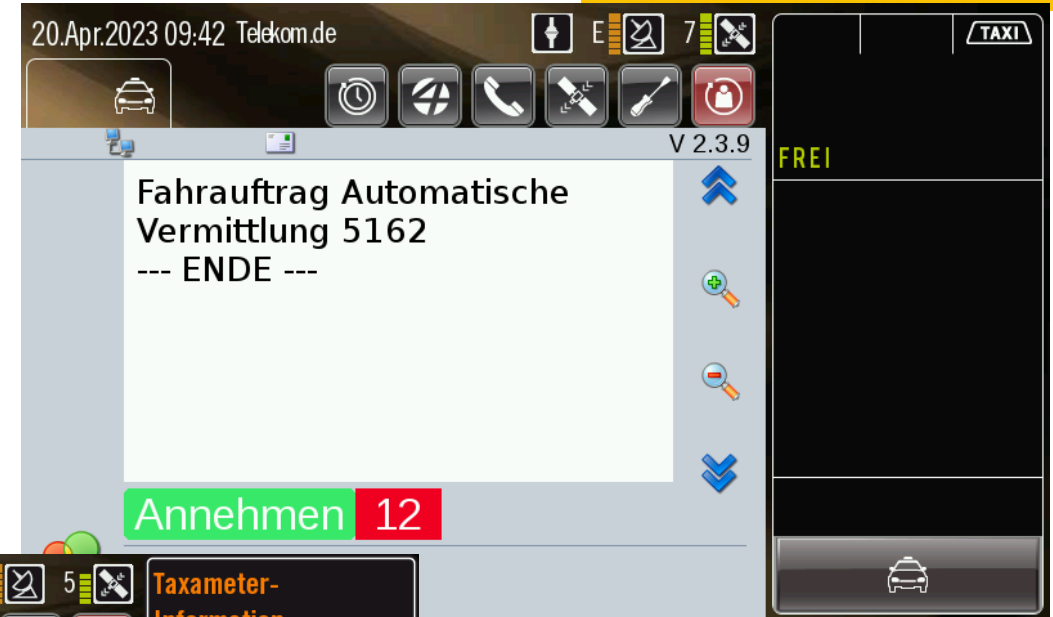 20.Apr.2023 09:42 Telekom.de E 7
TAXI
V 2.3.9
FREI
Fahrauftrag Automatische
Vermittlung 5162
--- ENDE ---
Annehmen 12
5 Taxameter-
Information